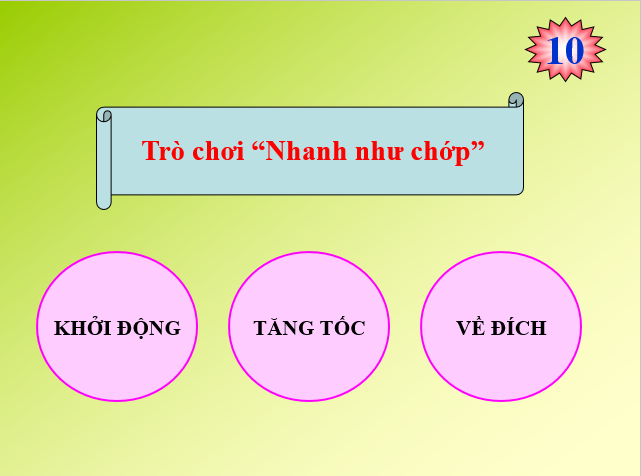 10
Trò chơi “Nhanh như chớp”
KHỞI ĐỘNG
TĂNG TỐC
VỀ ĐÍCH